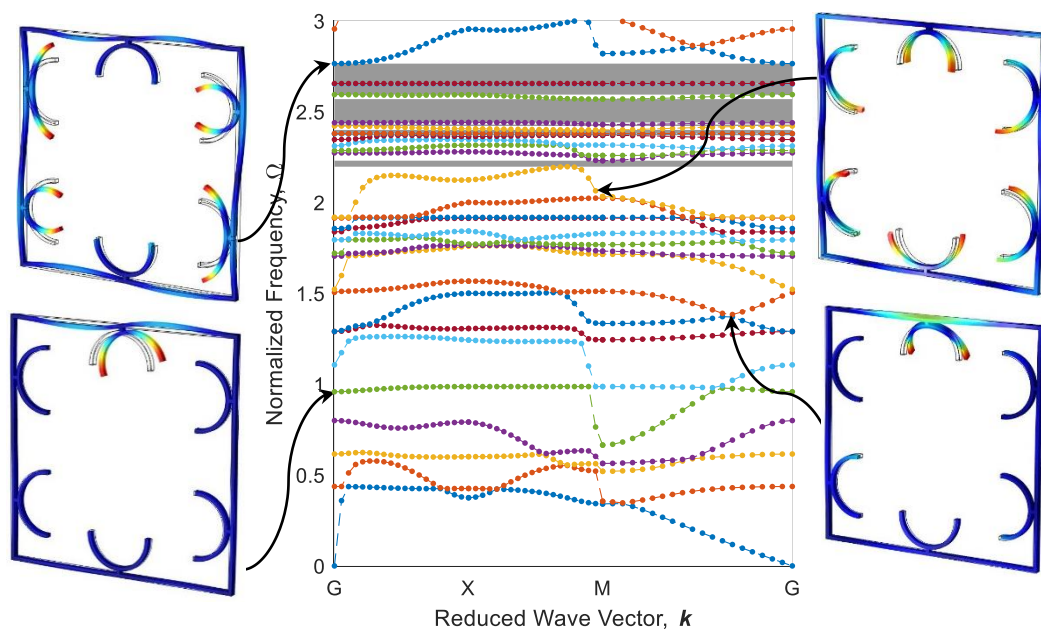 3
2.5
2
1.5
1
0.5
0
Normalized Frequency, Ω
G X M G
Reduced Wave Vector, k